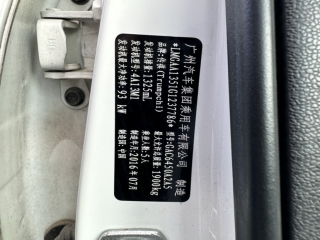 广州汽车集团乘用车有限公司 制造
*LMGAA1351G1237786* 型号:GAC6450A2A5
品牌:传祺(Trumpchi) 最大允许总质量:1900kg
发动机排量:1325mL 乘坐人数:5人
发动机型号:4A13M1 制造年月:2016年07月
发动机最大净功率:93 kW 制造国:中国